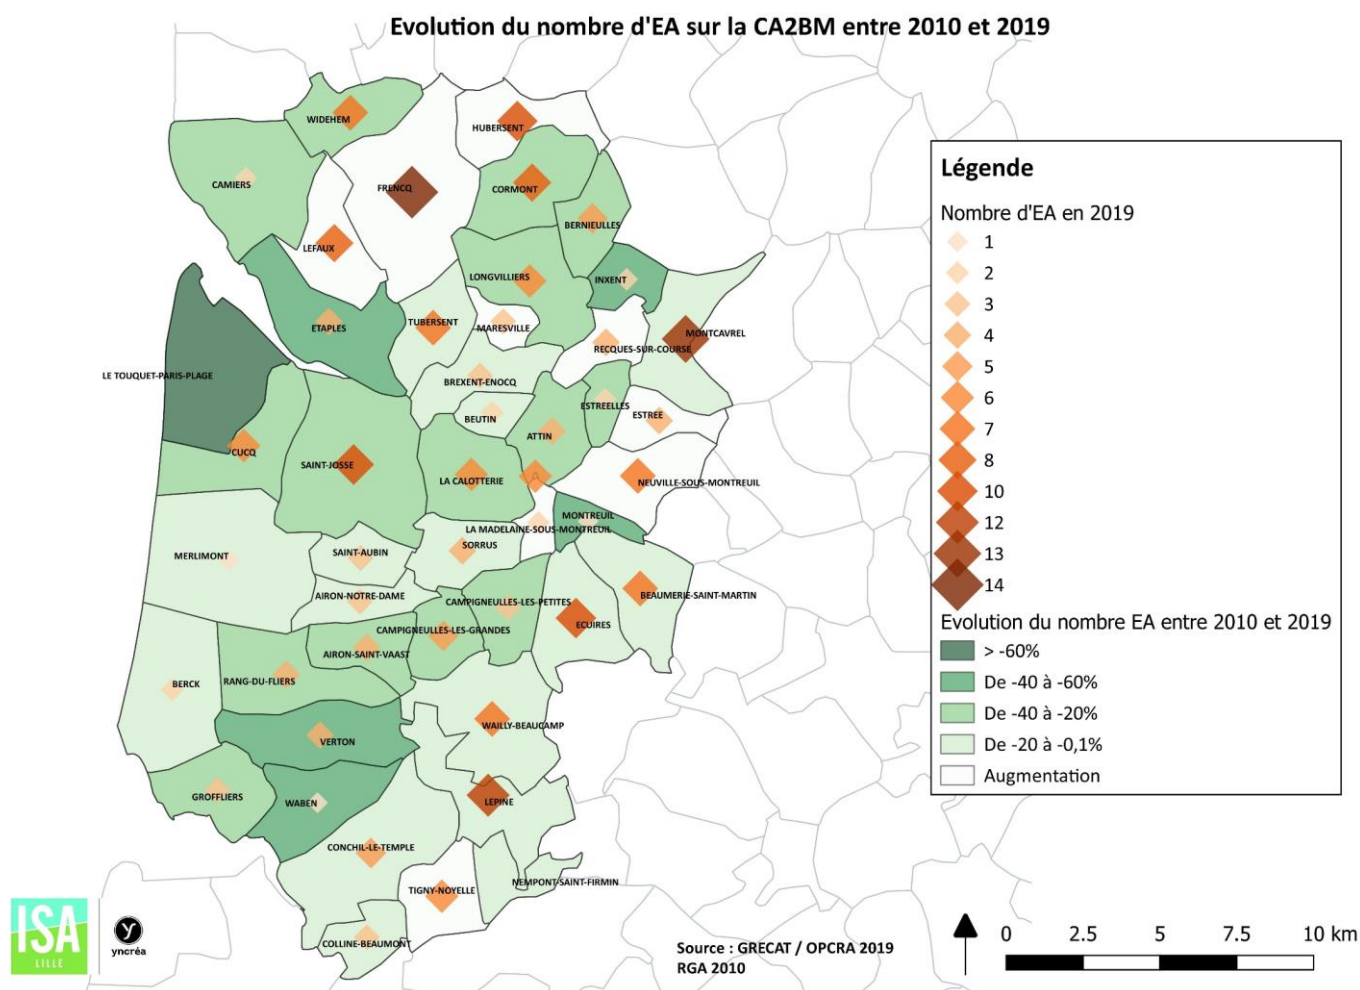 Evolution du nombre d'EA sur la CA2BM entre 2010 et 2019
WIDEHEM
HUBERSENT
CAMIERS
FRENCQ
CORMONT
BERNIEULLES
LEFAUX
LONGVILLIERS
INXENT
ETAPLES
TUBERSENT
MARESVILLE
MONTCAVREL
RECQUES-SUR-COURSE
LE TOUQUET-PARIS-PLAGE
BREXENT-ENOCQ
BEUTIN
ESTREELLES
ESTREE
ATTIN
CUCQ
SAINT-JOSSE
LA CALOTTERIE
NEUVILLE-SOUS-MONTREUIL
MONTREUIL
LA MADELAINE-SOUS-MONTREUIL
MERLIMONT
SAINT-AUBIN
SORRUS
AIRON-NOTRE-DAME
CAMPIGNEULLES-LES-PETITES
BEAUMERIE-SAINT-MARTIN
CAMPIGNEULLES-LES-GRANDES
ECUIRES
AIRON-SAINT-VAAST
BERCK
RANG-DU-FLIERS
WAILLY-BEAUCAMP
VERTON
GROFFLIERS
WABEN
LEPINE
CONCHIL-LE-TEMPLE
TIGNY-NOYELLE
NEMPONT-SAINT-FIRMIN
COLLINE-BEAUMONT
Légende
Nombre d'EA en 2019
1
2
3
4
5
6
7
8
10
12
13
14
Evolution du nombre EA entre 2010 et 2019
> -60%
De -40 à -60%
De -40 à -20%
De -20 à -0,1%
Augmentation
ISA
LILLE
yncréa
Source : GRECAT / OPCRA 2019
RGA 2010
0 2.5 5 7.5 10 km